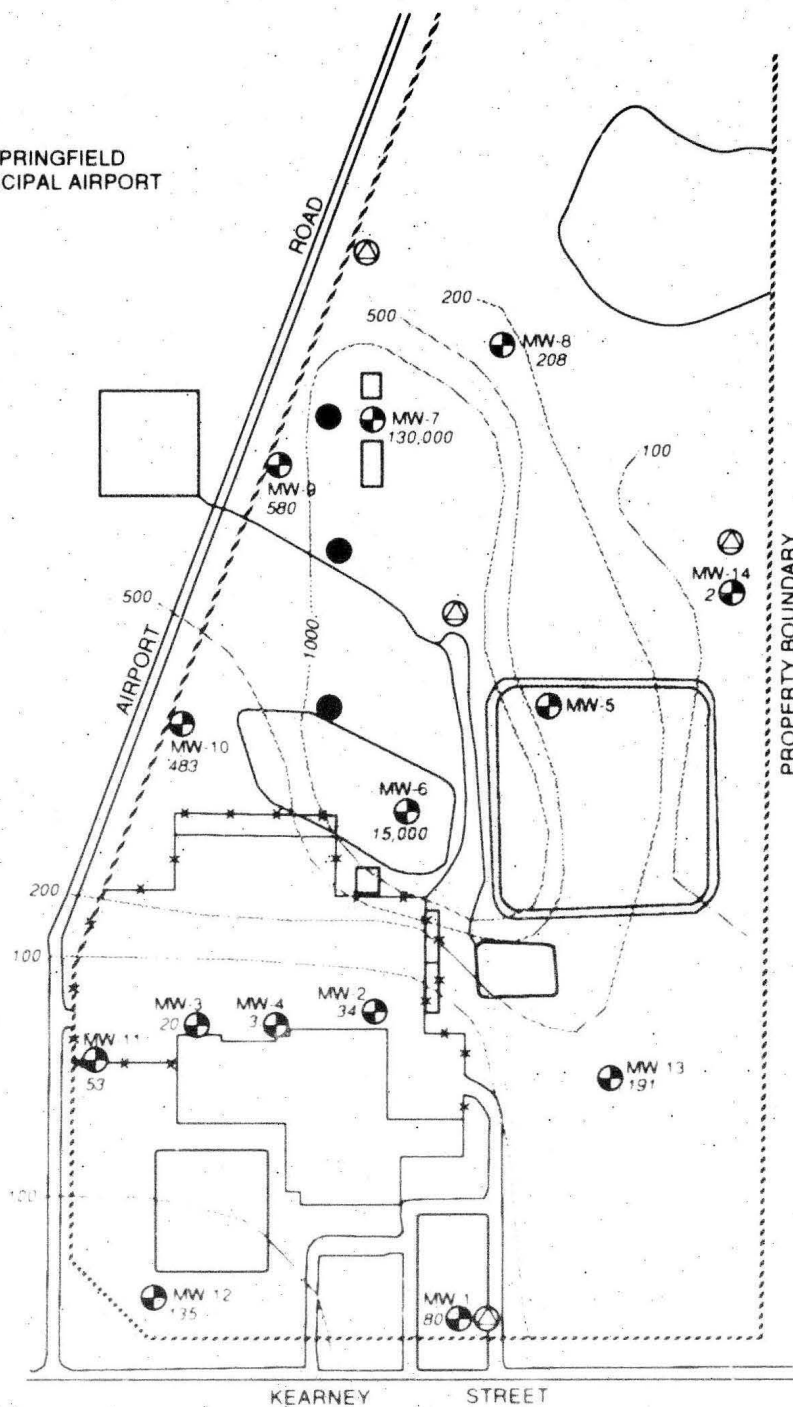 PRINGFIELD
CIPAL AIRPORT
ROAD
200
500
MW-8
208
MW-7
130,000
100
MW-9
580
MW-14
2
PROPERTY BOUNDARY
500
1000
AIRPORT
MW-5
MW-10
483
MW-6
15,000
200
100
MW-3
20
MW-4
3
MW-2
34
MW-11
53
MW 13
191
100
MW 12
135
MW 1
80
KEARNEY STREET